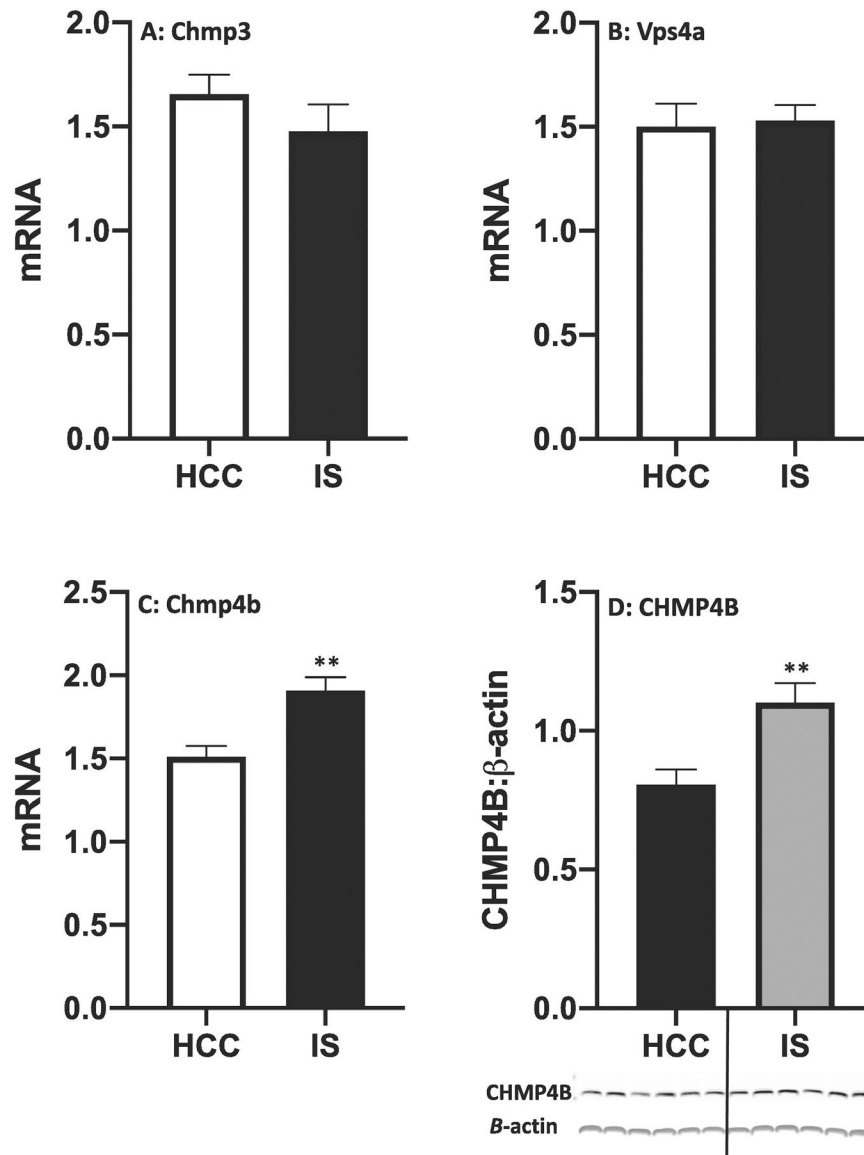 A: Chmp3
mRNA
2.0
1.5
1.0
0.5
0.0
HCC IS
B: Vps4a
mRNA
2.0
1.5
1.0
0.5
0.0
HCC IS
C: Chmp4b
mRNA
2.5
2.0
1.5
1.0
0.5
0.0
**
HCC IS
D: CHMP4B
CHMP4B:β-actin
1.5
1.0
0.5
0.0
**
HCC IS
CHMP4B
B-actin